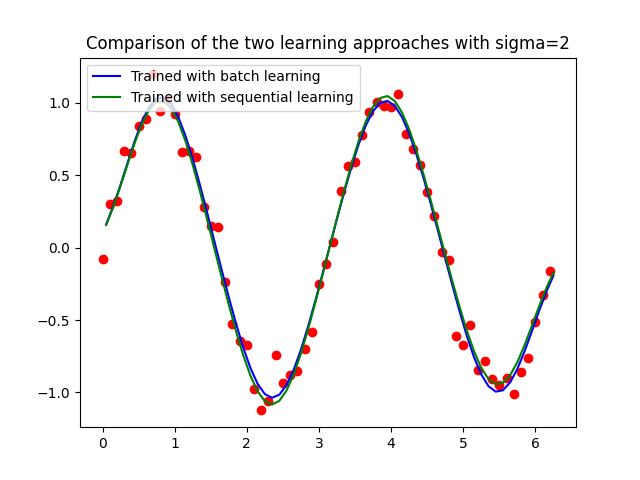 Comparison of the two learning approaches with sigma=2
Trained with batch learning
Trained with sequential learning
1.0
0.5
0.0
−0.5
−1.0
0 1 2 3 4 5 6